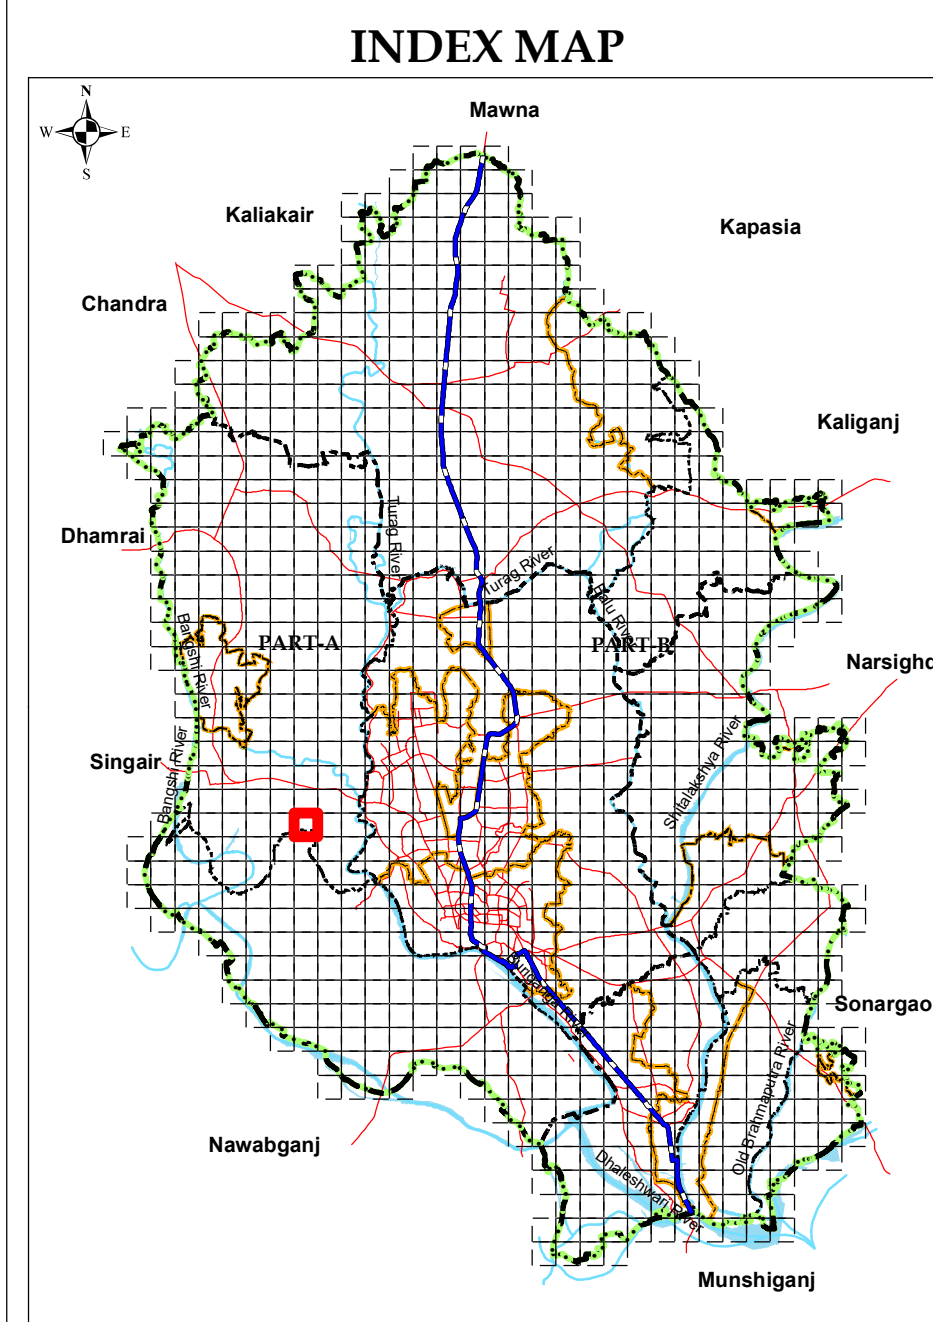 INDEX MAP
N
W E
S
Mawna
Kaliakair
Kapasia
Chandra
Kaliganj
Dhamrai
Turag River
Turag River
Balu River
Bangshi River
PART-A
PART-B
Narsighd
Singair
Bangshi River
Shitalakshya River
Buriganga River
Sonargao
Old Brahmaputra River
Nawabganj
Dhaleshwari River
Munshiganj